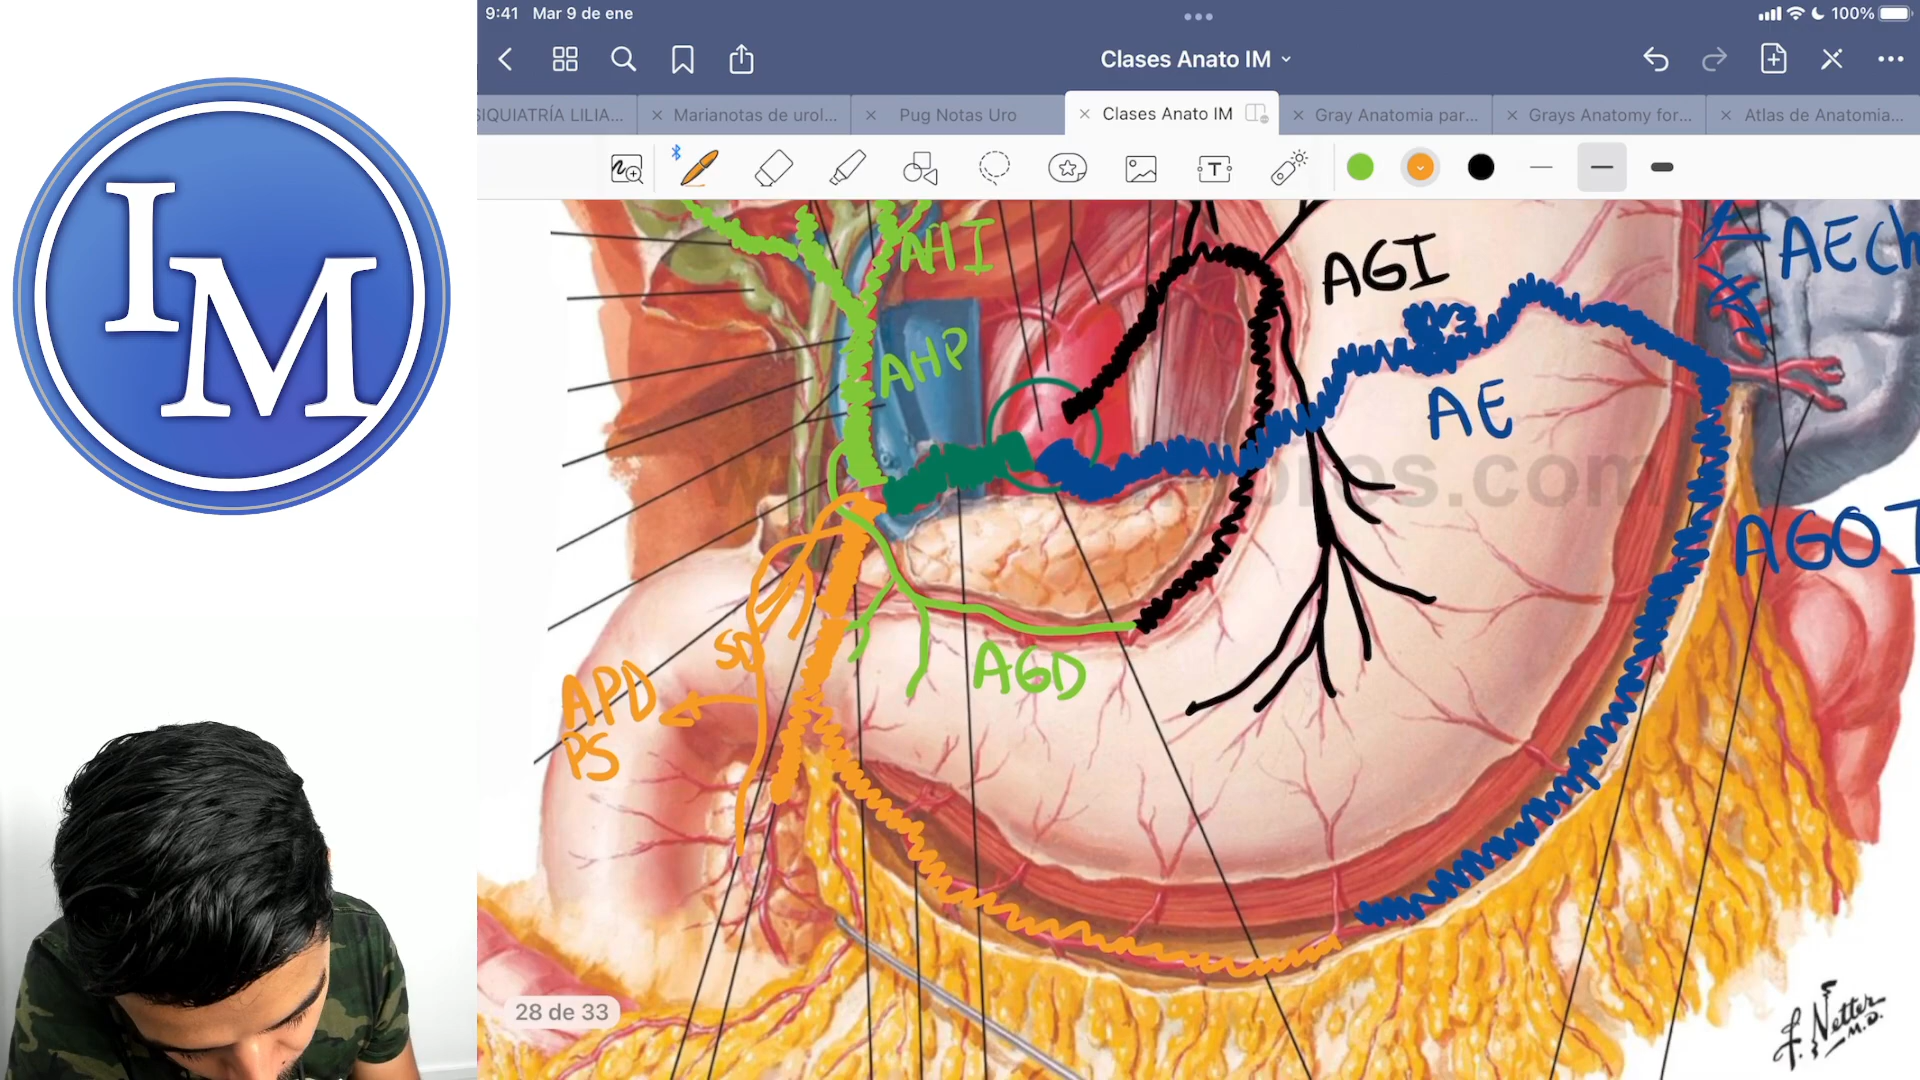 IM
9:41 Mar 9 de ene
100%
Clases Anato IM
SIQUIATRÍA LILIA...
Marianotas de urol...
Pug Notas Uro
Clases Anato IM
Gray Anatomia par...
Grays Anatomy for...
Atlas de Anatomia...
T
AHI
AGI
AECh
AHP
AE
AGOI
SD
AGD
APD
PS
28 de 33
F. Netter
M.D.